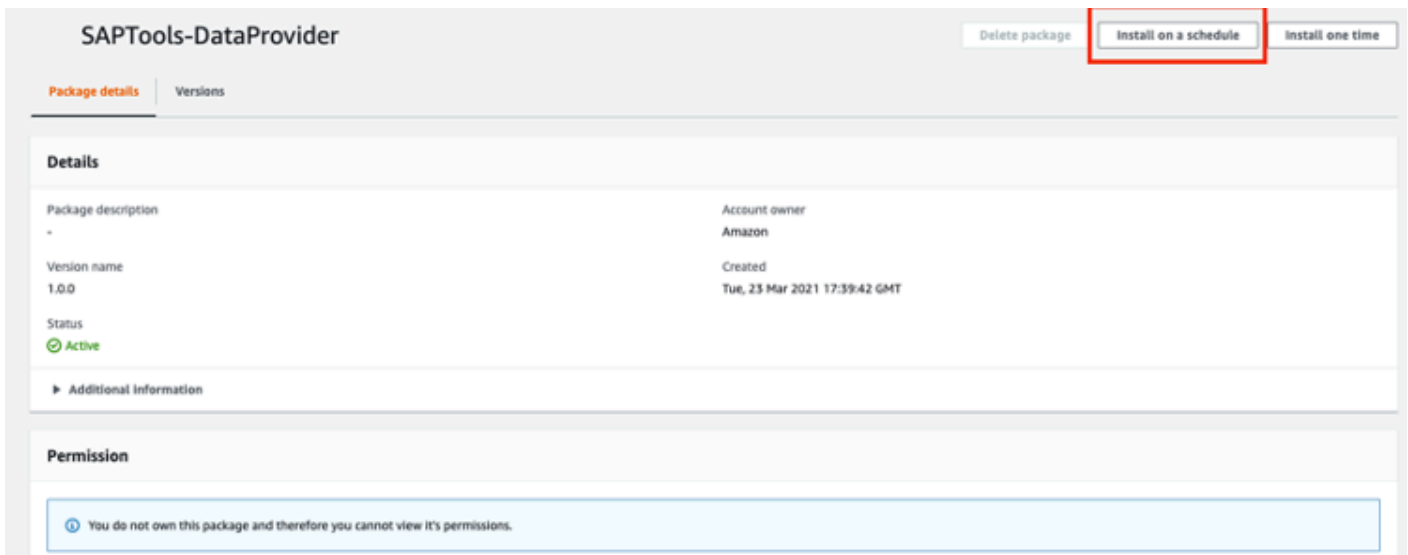 SAPTools-DataProvider
Delete package
Install on a schedule
Install one time
Package details
Versions
Details
Package description
-
Account owner
Amazon
Version name
1.0.0
Created
Tue, 23 Mar 2021 17:39:42 GMT
Status
Active
Additional information
Permission
You do not own this package and therefore you cannot view it's permissions.